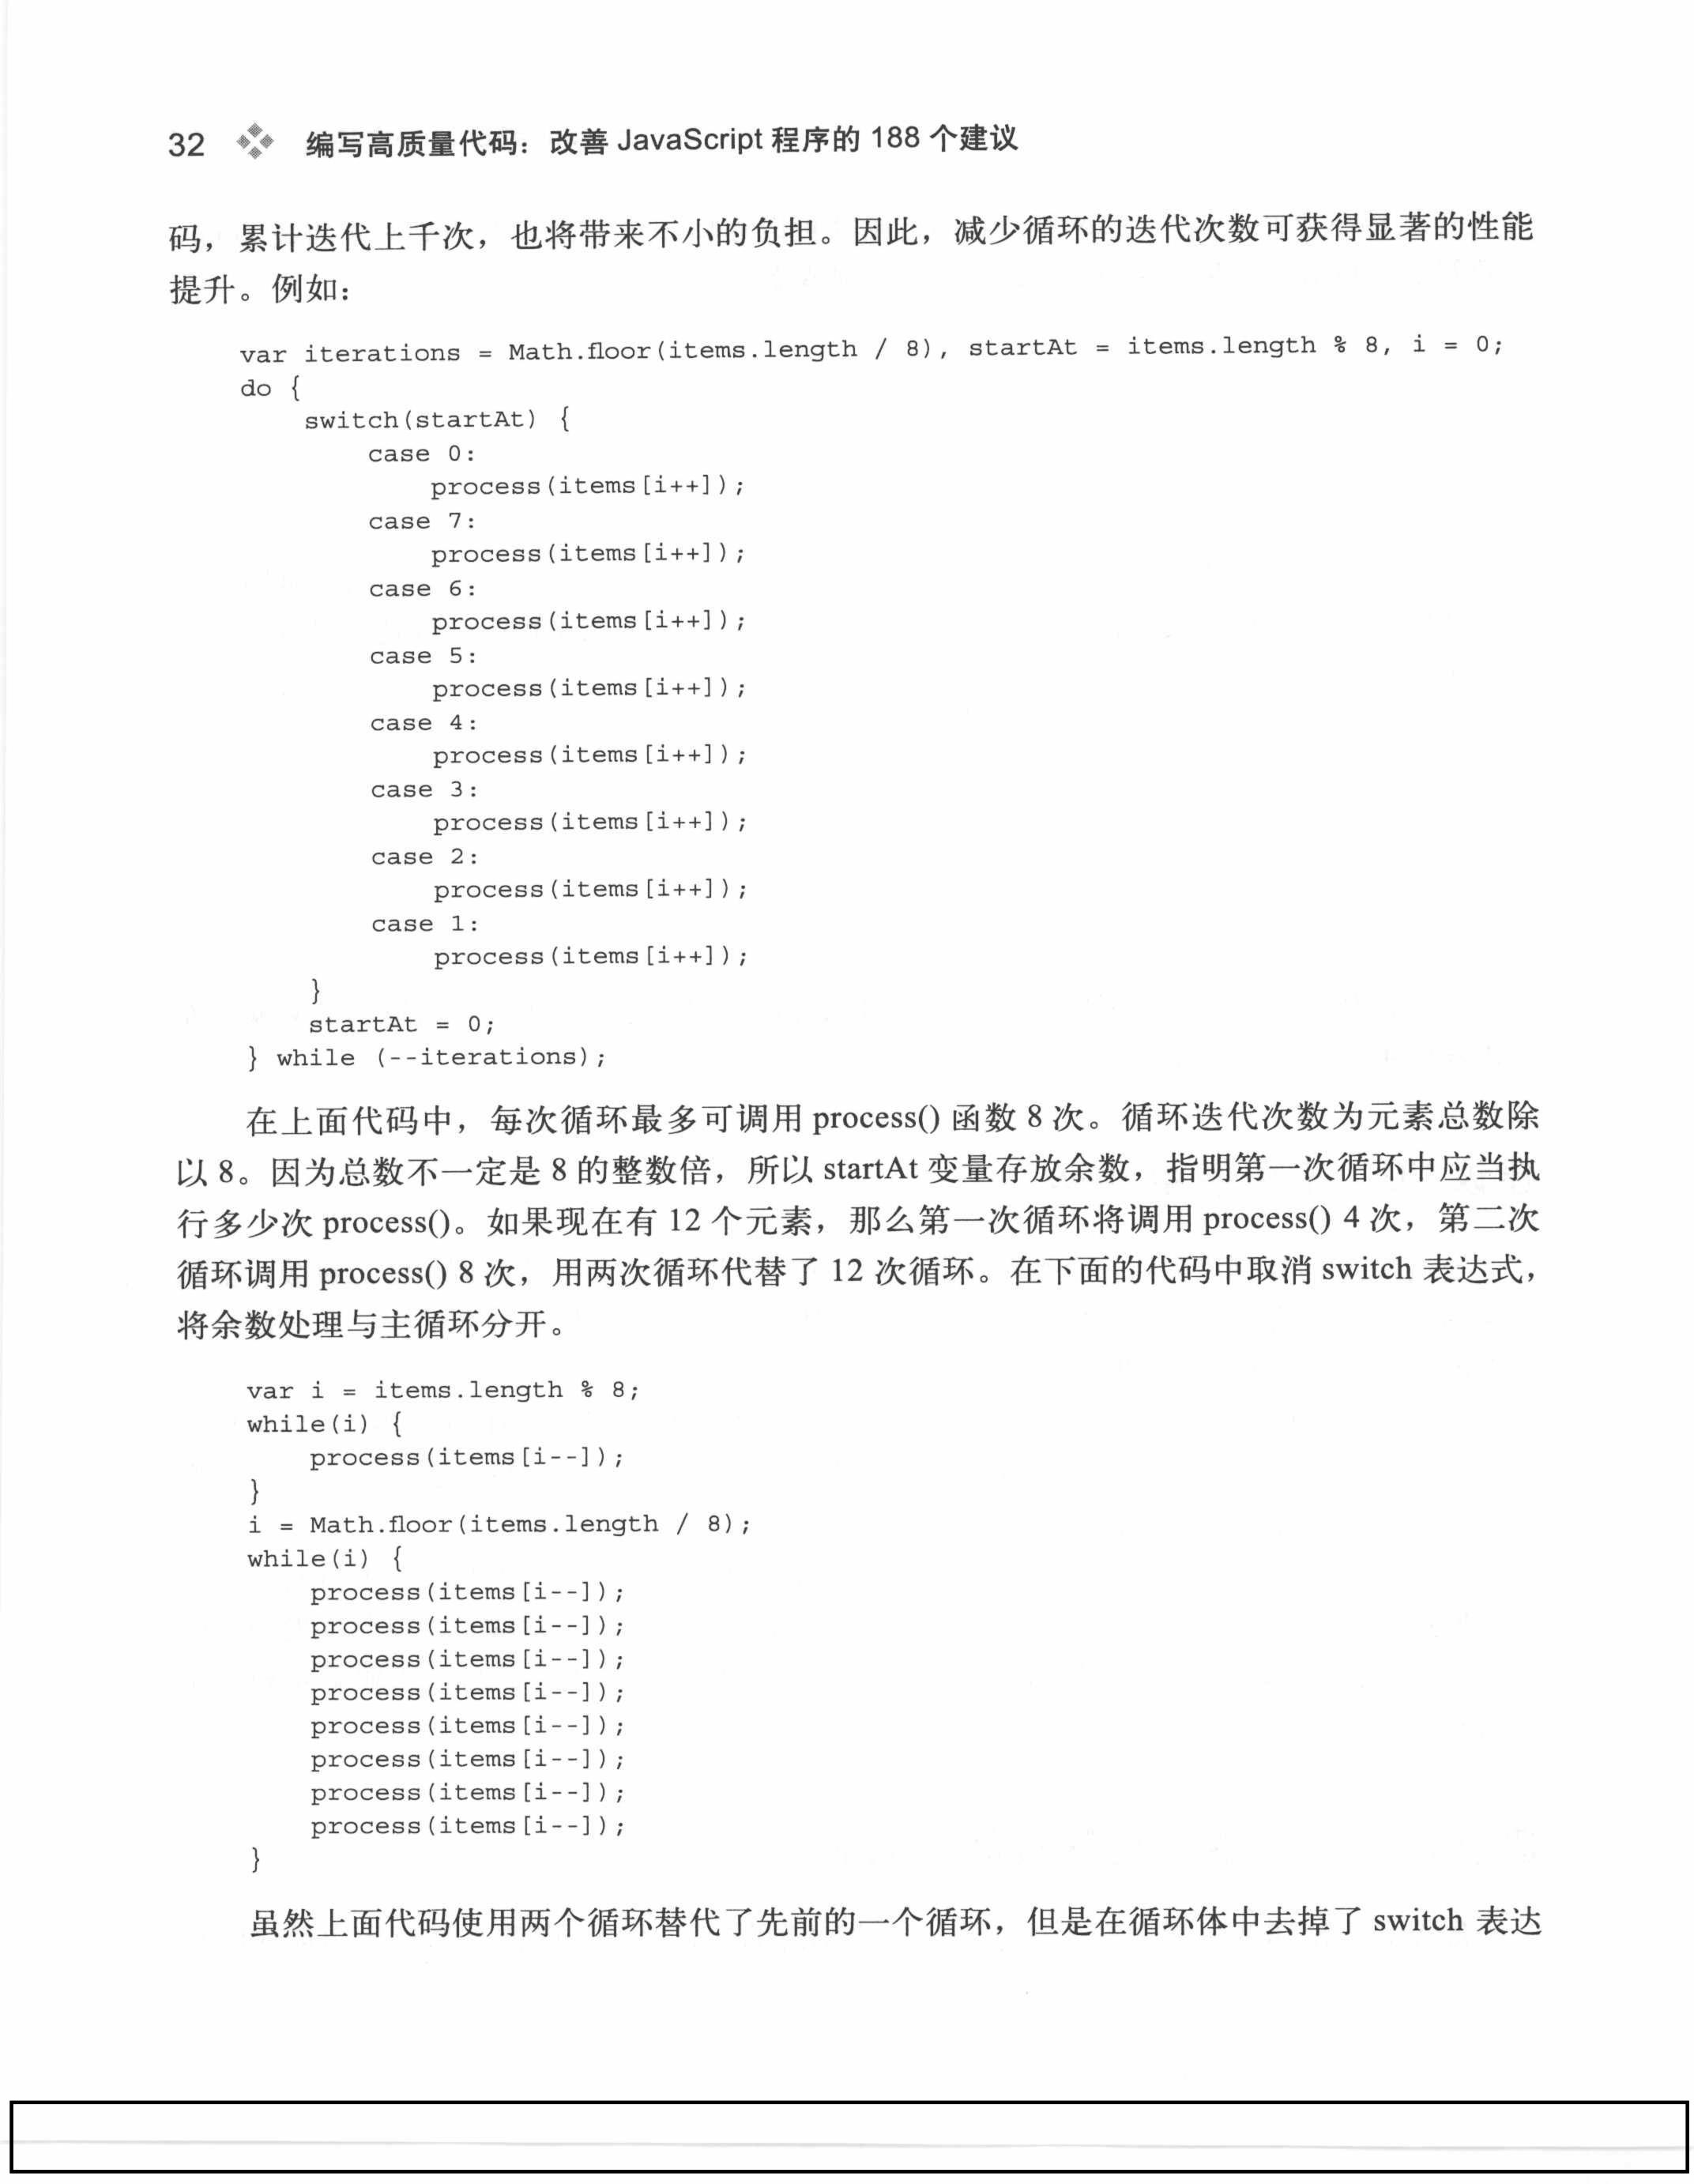 32 编写高质量代码：改善 JavaScript 程序的 188 个建议
码，累计迭代上千次，也将带来不小的负担。因此，减少循环的迭代次数可获得显著的性能
提升。例如：
var iterations = Math.floor(items.length / 8), startAt = items.length % 8, i = 0;
do {
    switch(startAt) {
        case 0:
            process(items[i++]);
        case 7:
            process(items[i++]);
        case 6:
            process(items[i++]);
        case 5:
            process(items[i++]);
        case 4:
            process(items[i++]);
        case 3:
            process(items[i++]);
        case 2:
            process(items[i++]);
        case 1:
            process(items[i++]);
    }
    startAt = 0;
} while (--iterations);
在上面代码中，每次循环最多可调用 process() 函数 8 次。循环迭代次数为元素总数除
以 8。因为总数不一定是 8 的整数倍，所以 startAt 变量存放余数，指明第一次循环中应当执
行多少次 process()。如果现在有 12 个元素，那么第一次循环将调用 process() 4 次，第二次
循环调用 process() 8 次，用两次循环代替了 12 次循环。在下面的代码中取消 switch 表达式，
将余数处理与主循环分开。
var i = items.length % 8;
while(i) {
    process(items[i--]);
}
i = Math.floor(items.length / 8);
while(i) {
    process(items[i--]);
    process(items[i--]);
    process(items[i--]);
    process(items[i--]);
    process(items[i--]);
    process(items[i--]);
    process(items[i--]);
    process(items[i--]);
}
虽然上面代码使用两个循环替代了先前的一个循环，但是在循环体中去掉了 switch 表达